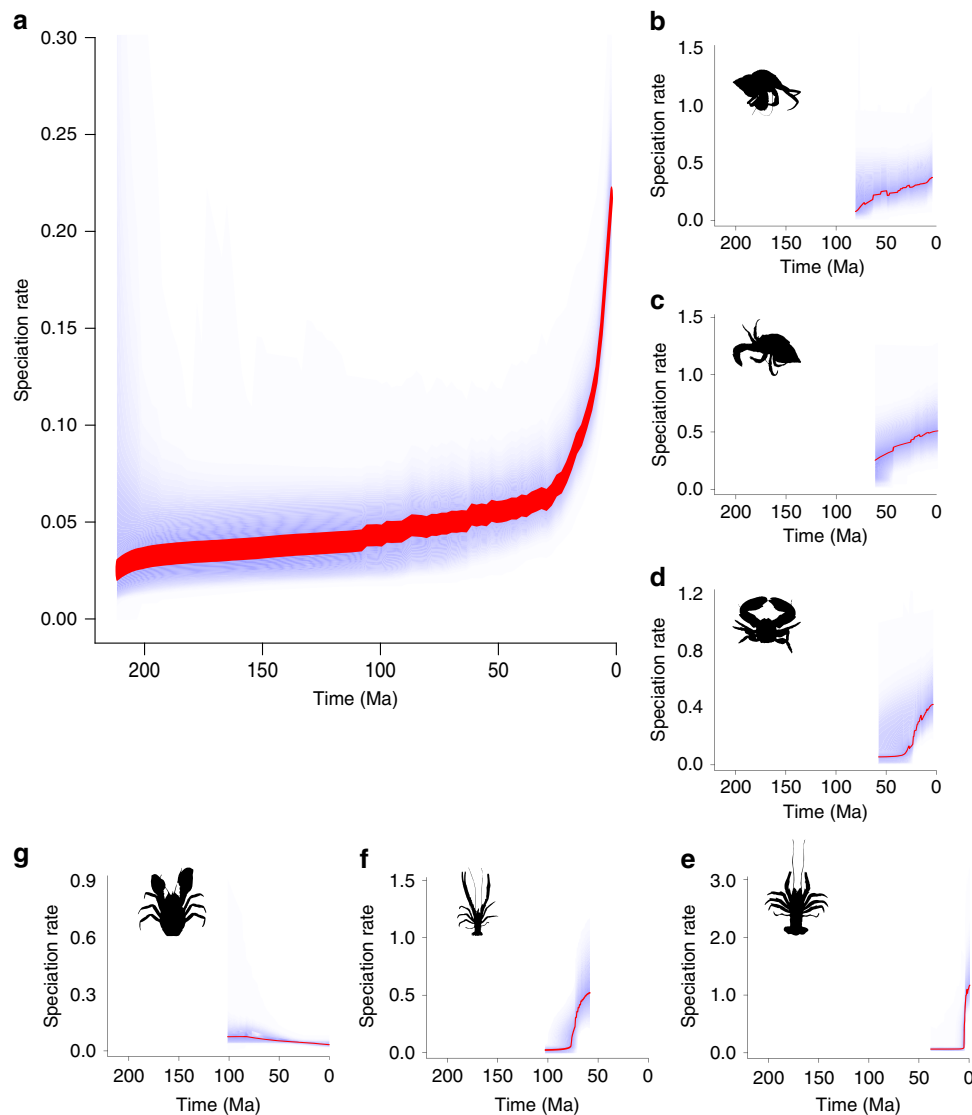 a
0.30
0.25
0.20
0.15
0.10
0.05
0.00
Speciation rate
200 150 100 50 0
Time (Ma)
b
1.5
1.0
0.5
0.0
Speciation rate
200 150 100 50 0
Time (Ma)
c
1.5
1.0
0.5
0.0
Speciation rate
200 150 100 50 0
Time (Ma)
d
1.2
0.8
0.4
0.0
Speciation rate
200 150 100 50 0
Time (Ma)
g
0.9
0.6
0.3
0.0
Speciation rate
200 150 100 50 0
Time (Ma)
f
1.5
1.0
0.5
0.0
Speciation rate
200 150 100 50 0
Time (Ma)
e
3.0
2.0
1.0
0.0
Speciation rate
200 150 100 50 0
Time (Ma)